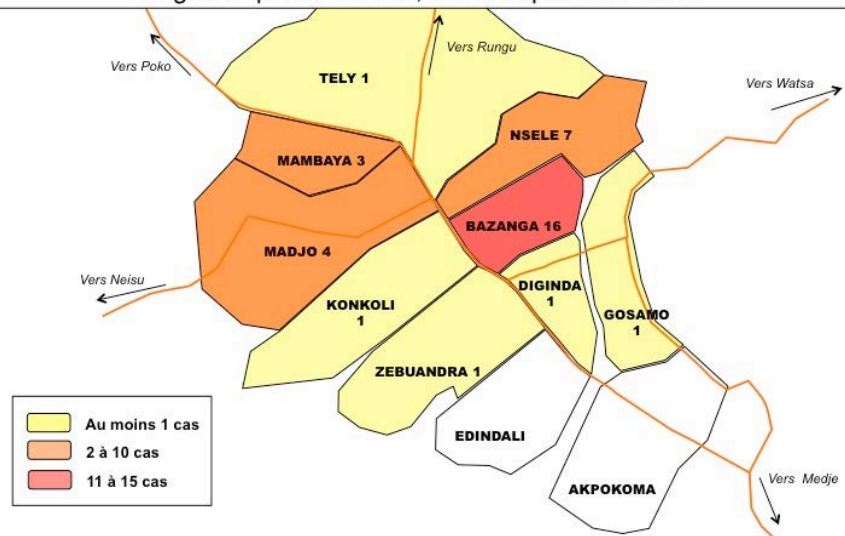 Vers Rungu
Vers Poko
TELY 1
Vers Watsa
NSELE 7
MAMBAYA 3
BAZANGA 16
MADJO 4
Vers Neisu
DIGINDA
1
KONKOLI
1
GOSAMO
1
ZEBUANDRA 1
Au moins 1 cas
2 à 10 cas
11 à 15 cas
EDINDALI
AKPOKOMA
Vers Medje